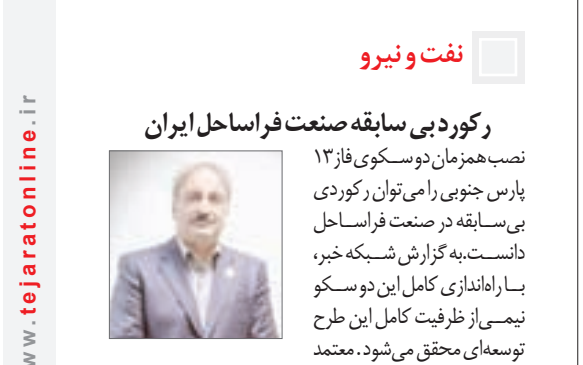 نفت و نیرو
رکورد بی سابقه صنعت فراساحل ایران
نصب همزمان دو سکوی فاز ۱۳
پارس جنوبی را می‌توان رکوردی
بی‌سابقه در صنعت فراساحل
دانست.به گزارش شبکه خبر،
با راه‌اندازی کامل این دو سکو
نیمی‌از ظرفیت کامل این طرح
توسعه‌ای محقق می‌شود . معتمد
w.tejaratonline.ir